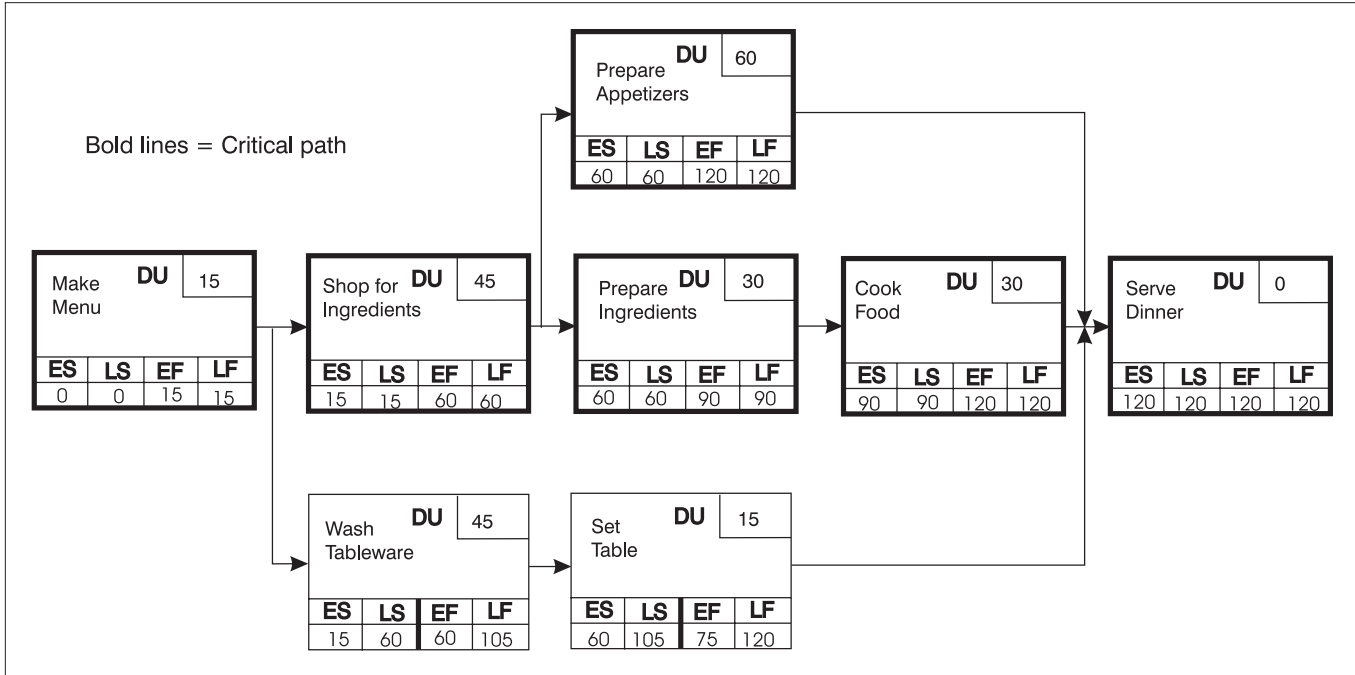 Prepare DU 60
Appetizers
ES LS EF LF
60 60 120 120
Bold lines = Critical path
Make DU 15
Menu
ES LS EF LF
0 0 15 15
Shop for DU 45
Ingredients
ES LS EF LF
15 15 60 60
Prepare DU 30
Ingredients
ES LS EF LF
60 60 90 90
Cook DU 30
Food
ES LS EF LF
90 90 120 120
Serve DU 0
Dinner
ES LS EF LF
120 120 120 120
Wash DU 45
Tableware
ES LS EF LF
15 60 60 105
Set DU 15
Table
ES LS EF LF
60 105 75 120